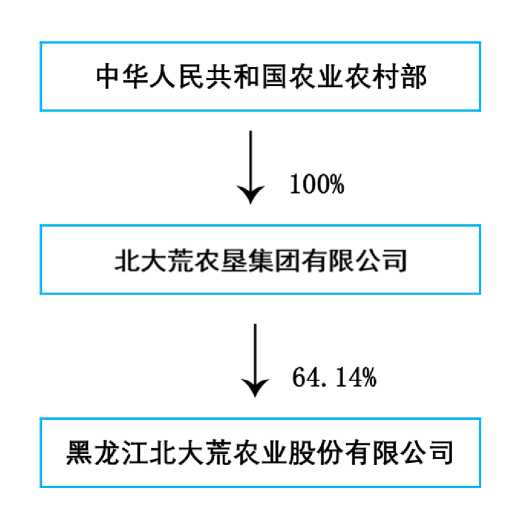 中华人民共和国农业农村部
100%
北大荒农垦集团有限公司
64.14%
黑龙江北大荒农业股份有限公司